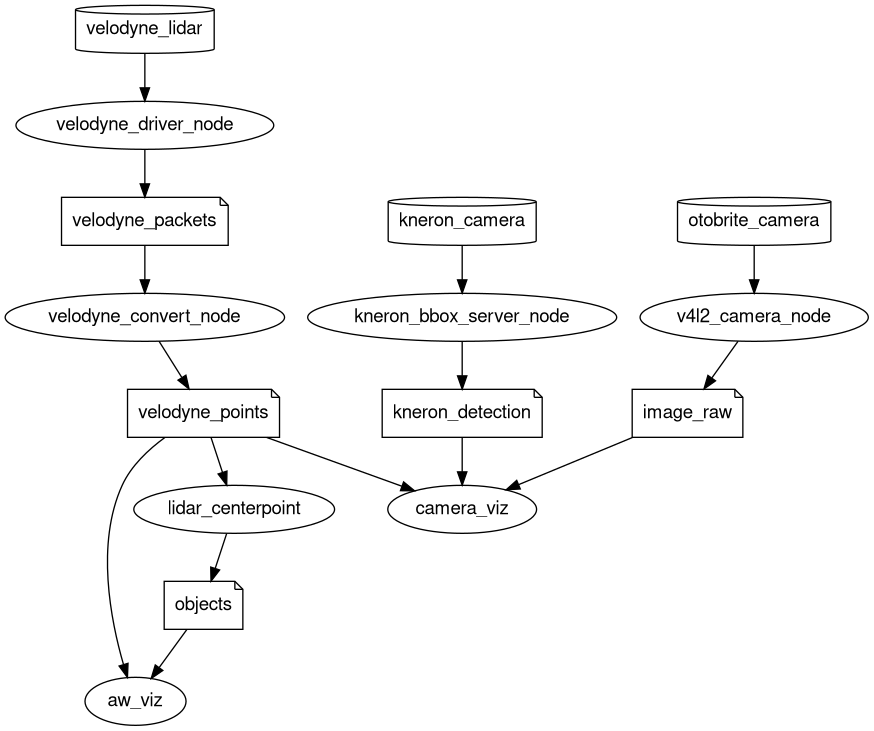 velodyne_lidar
velodyne_driver_node
velodyne_packets
kneron_camera
otobrite_camera
velodyne_convert_node
kneron_bbox_server_node
v4l2_camera_node
velodyne_points
kneron_detection
image_raw
lidar_centerpoint
camera_viz
objects
aw_viz